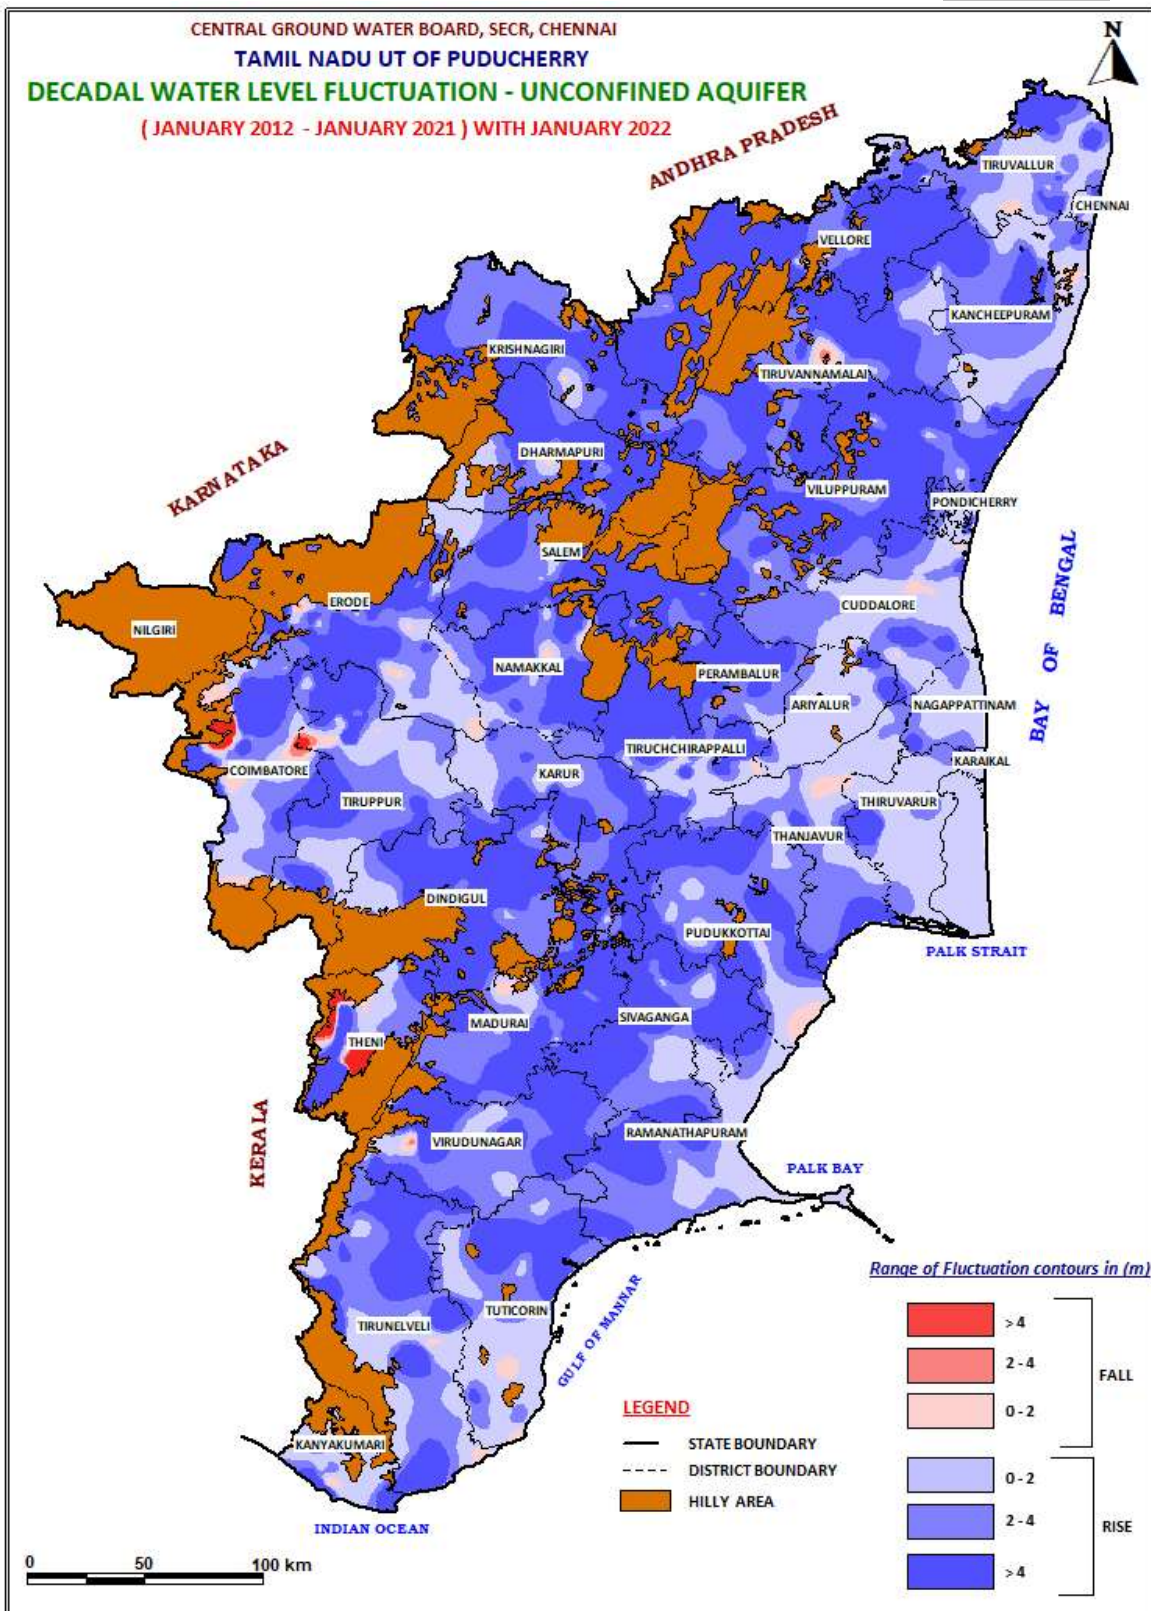 CENTRAL GROUND WATER BOARD, SECR, CHENNAI
TAMIL NADU UT OF PUDUCHERRY
DECADAL WATER LEVEL FLUCTUATION - UNCONFINED AQUIFER
( JANUARY 2012 - JANUARY 2021 ) WITH JANUARY 2022
N
ANDHRA PRADESH
TIRUVALLUR
CHENNAI
VELLORE
KANCHEEPURAM
KRISHNAGIRI
TIRUVANNAMALAI
KARNATAKA
DHARMAPURI
VILUPPURAM
PONDICHERRY
SALEM
BAY OF BENGAL
ERODE
CUDDALORE
NILGIRI
NAMAKKAL
PERAMBALUR
ARIYALUR
NAGAPPATTINAM
TIRUCHCHIRAPPALLI
KARAIKAL
COIMBATORE
KARUR
TIRUPPUR
THIRUVARUR
THANJAVUR
DINDIGUL
PUDUKKOTTAI
PALK STRAIT
MADURAI
SIVAGANGA
THENI
KERALA
VIRUDUNAGAR
RAMANATHAPURAM
PALK BAY
TUTICORIN
TIRUNELVELI
GULF OF MANNAR
KANYAKUMARI
INDIAN OCEAN
0 50 100 km
LEGEND
STATE BOUNDARY
DISTRICT BOUNDARY
HILLY AREA
Range of Fluctuation contours in (m)
>4
2 - 4
0 - 2
FALL
0 - 2
2 - 4
>4
RISE